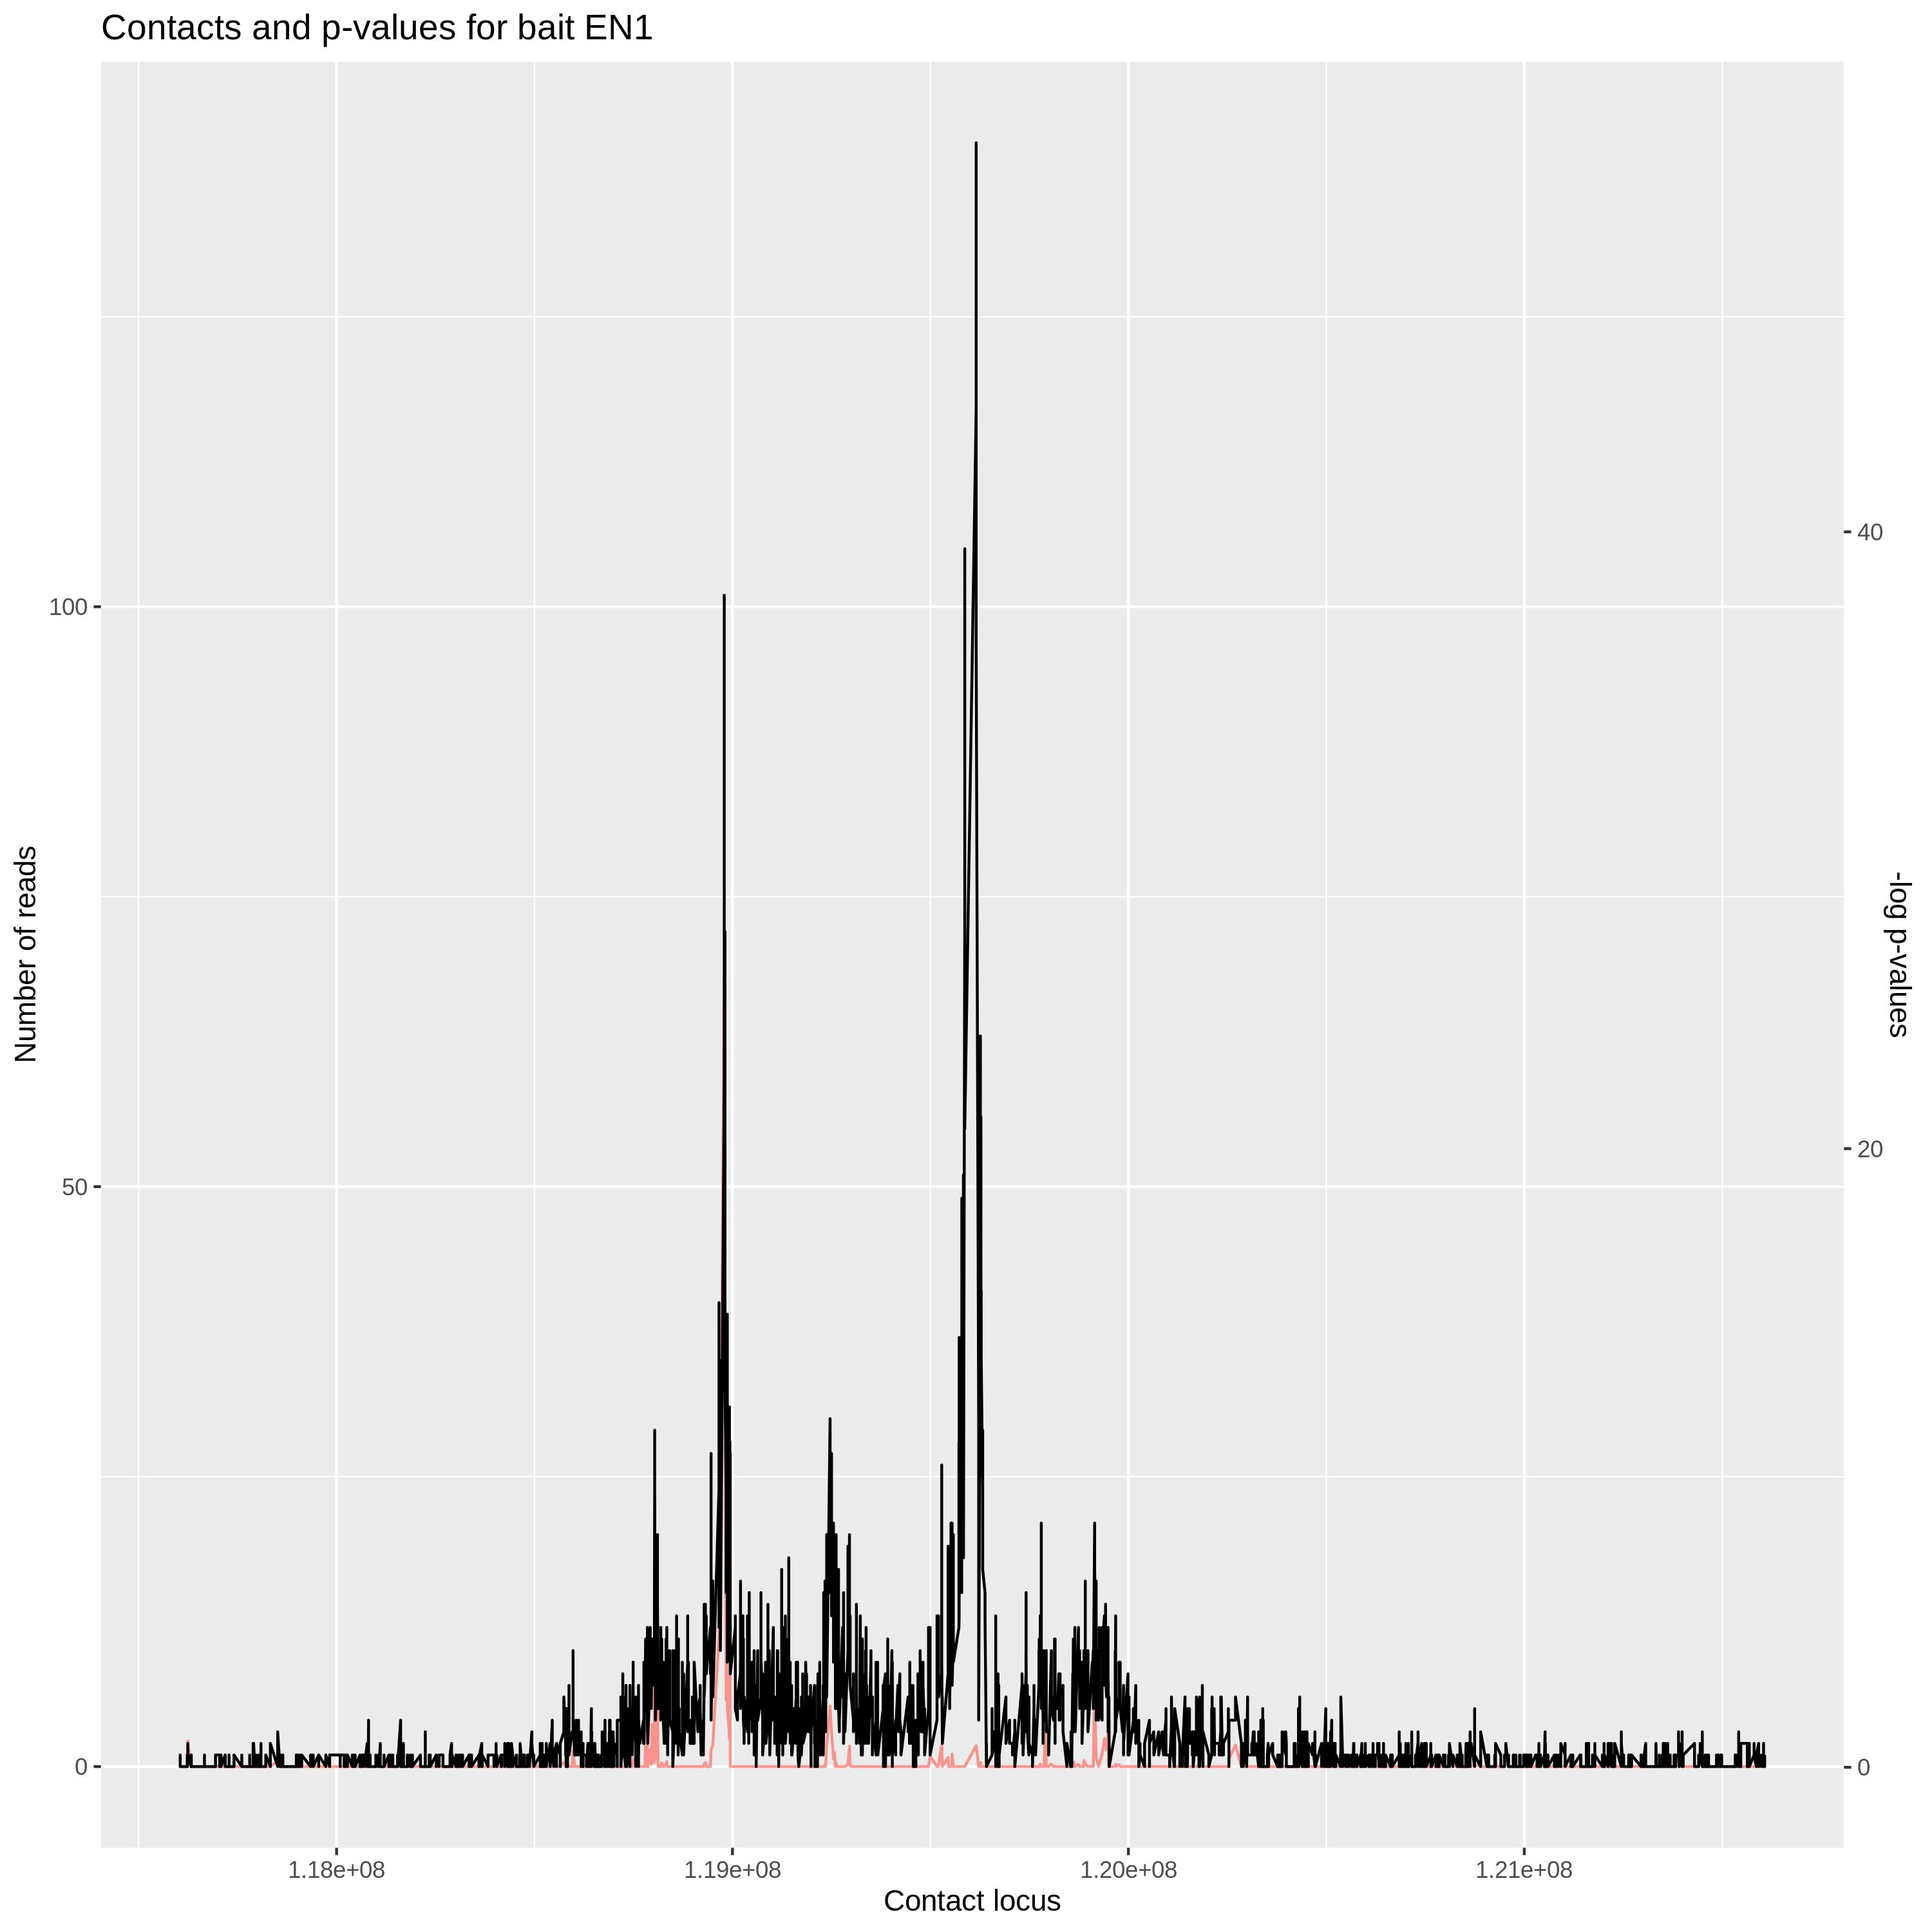 Contacts and p-values for bait EN1
Number of reads
100
50
0
40
20
0
-log p-values
1.18e+08
1.19e+08
1.20e+08
1.21e+08
Contact locus